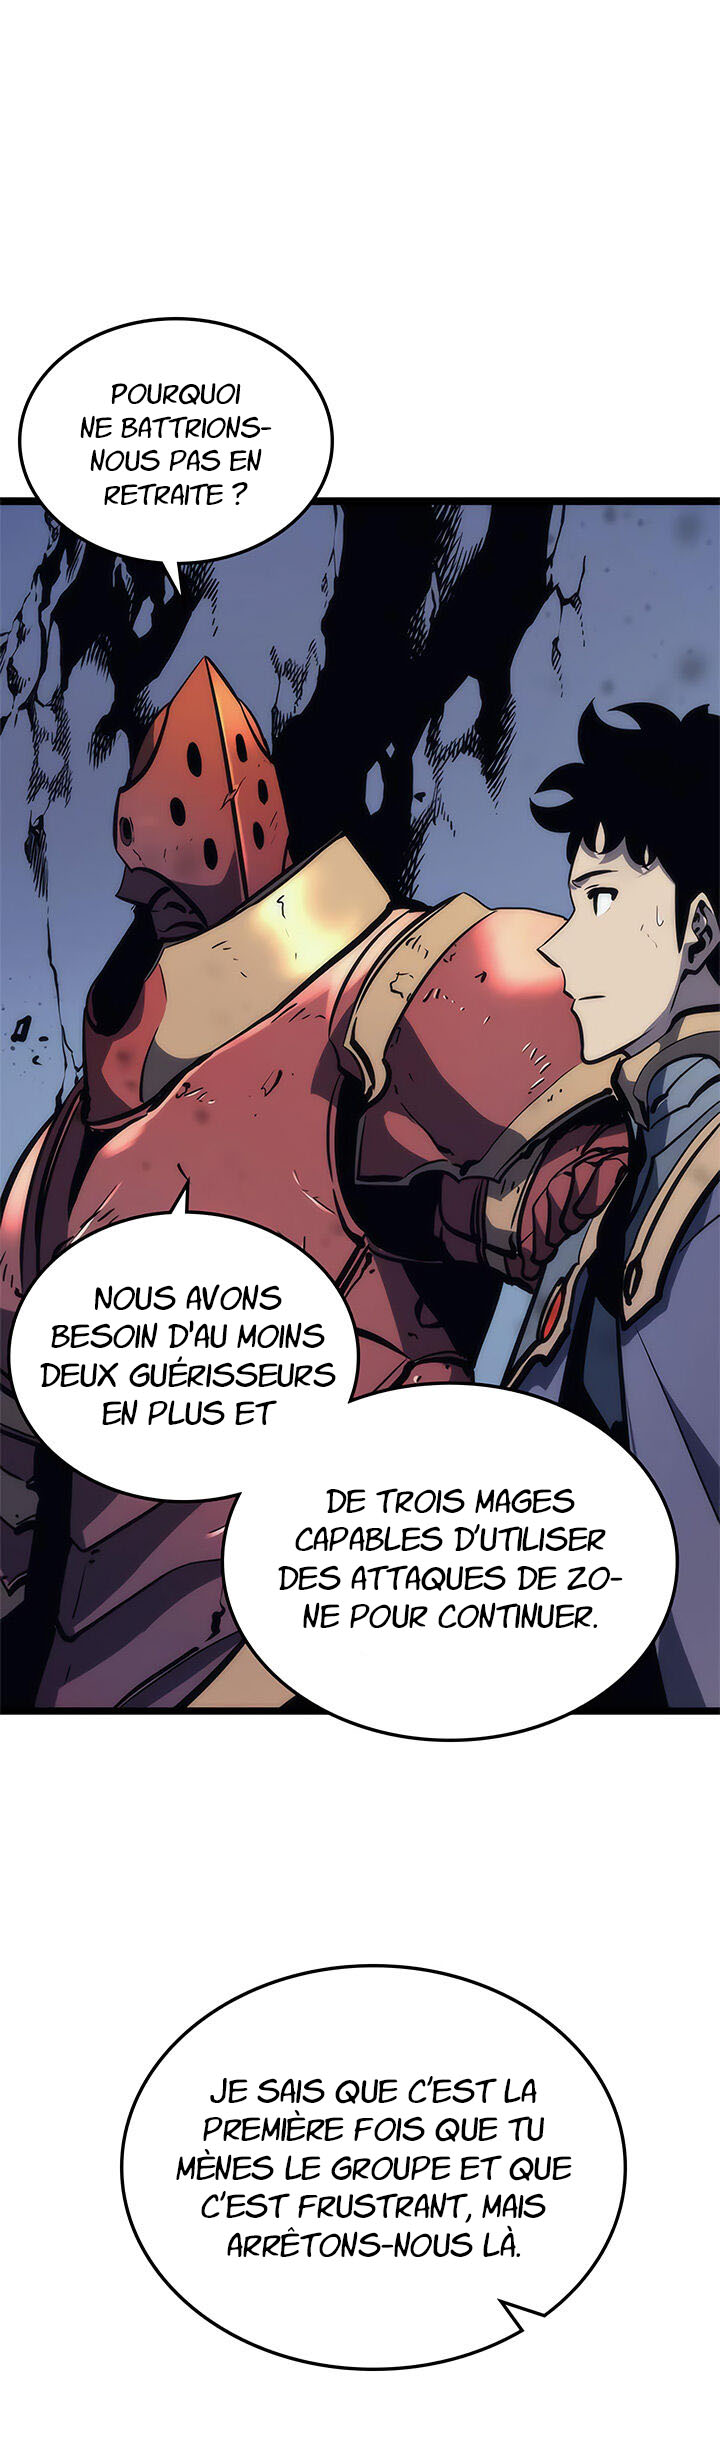 POURQUOI
NE BATTRIONS-
NOUS PAS EN
RETRAITE ?
NOUS AVONS
BESOIN D'AU MOINS
DEUX GUÉRISSEURS
EN PLUS ET
DE TROIS MAGES
CAPABLES D'UTILISER
DES ATTAQUES DE ZO-
NE POUR CONTINUER.
JE SAIS QUE C'EST LA
PREMIÈRE FOIS QUE TU
MÈNES LE GROUPE ET QUE
C'EST FRUSTRANT, MAIS
ARRÊTONS-NOUS LÀ.